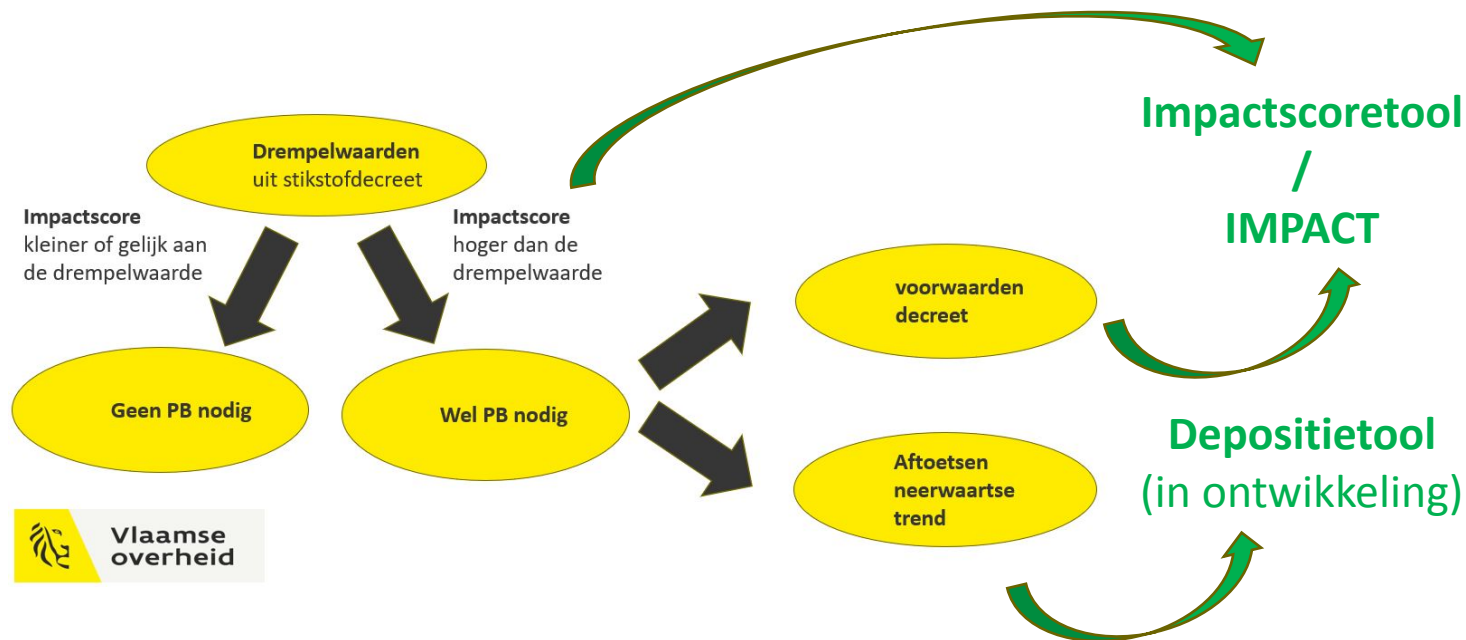 Drempelwaarden
uit stikstofdecreet
Impactscore
kleiner of gelijk aan
de drempelwaarde
Impactscore
hoger dan de
drempelwaarde
Geen PB nodig
Wel PB nodig
voorwaarden
decreet
Aftoetsen
neerwaartse
trend
Impactscoretool
/
IMPACT
Depositietool
(in ontwikkeling)
Vlaamse
overheid